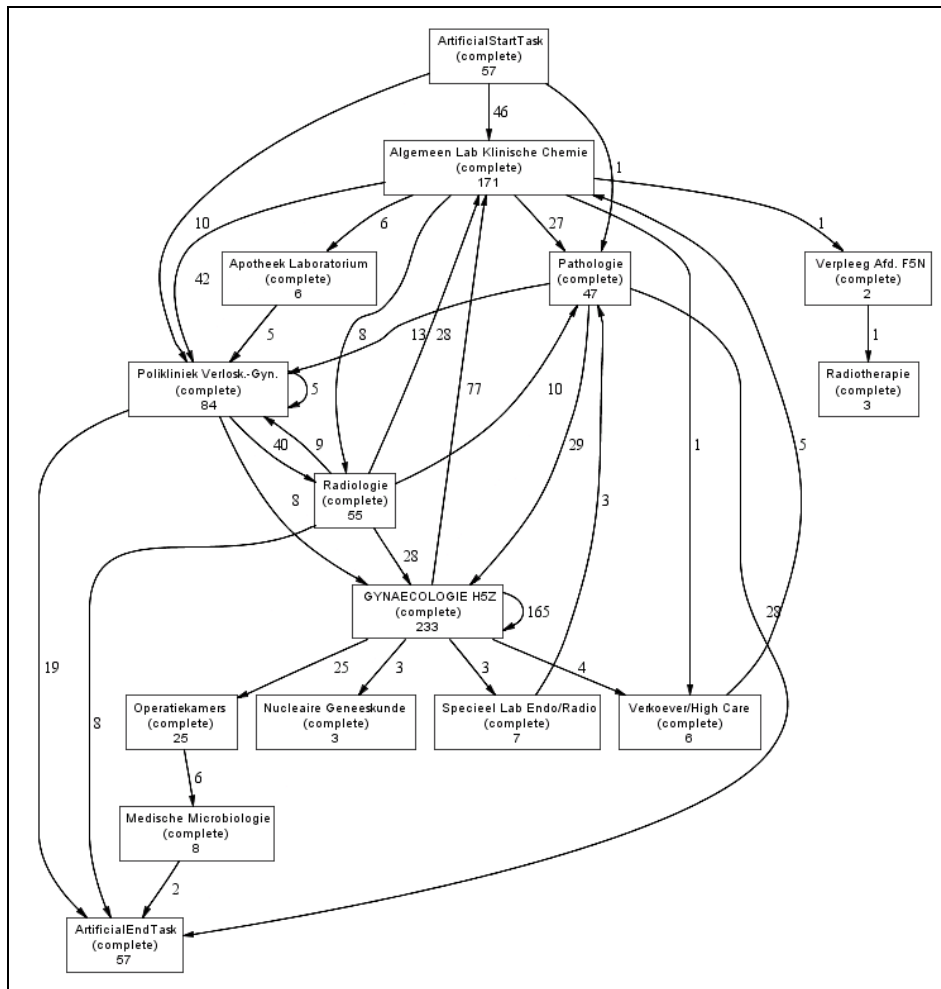 ArtificialStartTask
(complete)
57
46
Algemeen Lab Klinische Chemie
(complete)
171
1
10
42
6
27
1
Apotheek Laboratorium
(complete)
6
Pathologie
(complete)
47
Verpleeg Afd. F5N
(complete)
2
5
8
13
28
1
Polikliniek Verlosk.-Gyn.
(complete)
84
5
77
10
Radiotherapie
(complete)
3
40
9
29
1
5
Radiologie
(complete)
55
8
3
28
GYNAECOLOGIE H5Z
(complete)
233
165
28
19
25
3
3
4
8
Operatiekamers
(complete)
25
Nucleaire Geneeskunde
(complete)
3
Specieel Lab Endo/Radio
(complete)
7
Verkoever/High Care
(complete)
6
6
Medische Microbiologie
(complete)
8
2
ArtificialEndTask
(complete)
57